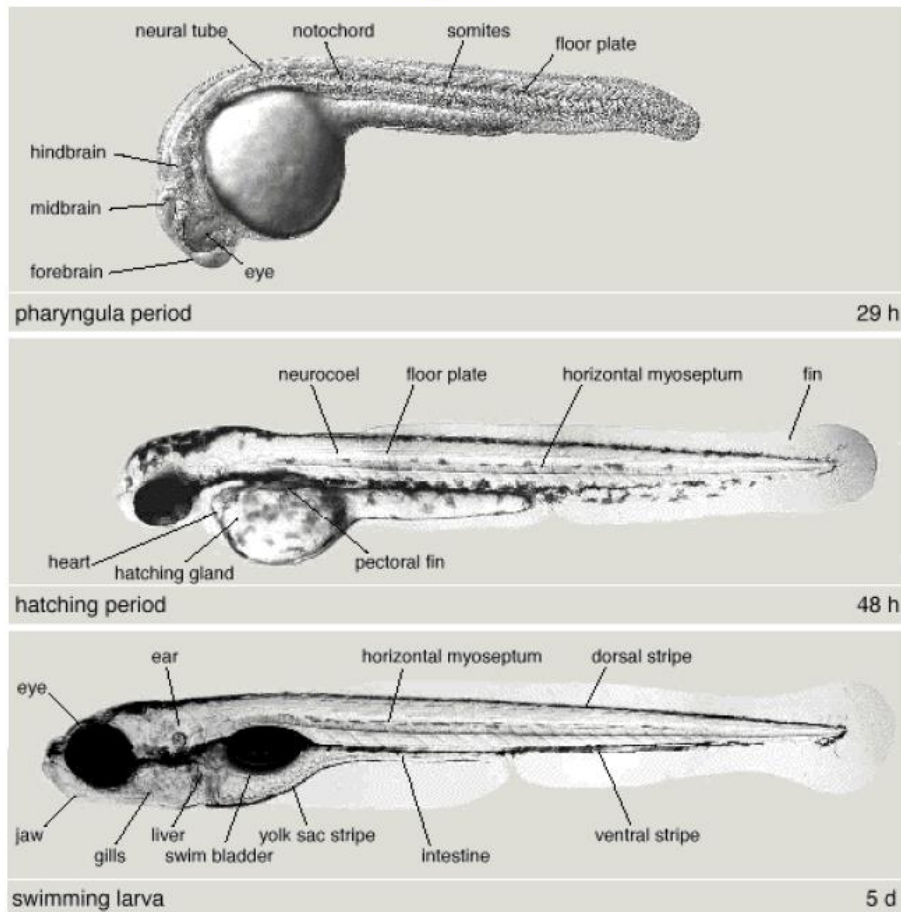 neural tube notochord somites floor plate
hindbrain
midbrain
forebrain eye
pharyngula period 29 h
neurocoel floor plate horizontal myoseptum fin
heart hatching gland pectoral fin
hatching period 48 h
ear horizontal myoseptum dorsal stripe
eye
jaw gills liver swim bladder yolk sac stripe intestine ventral stripe
swimming larva 5 d